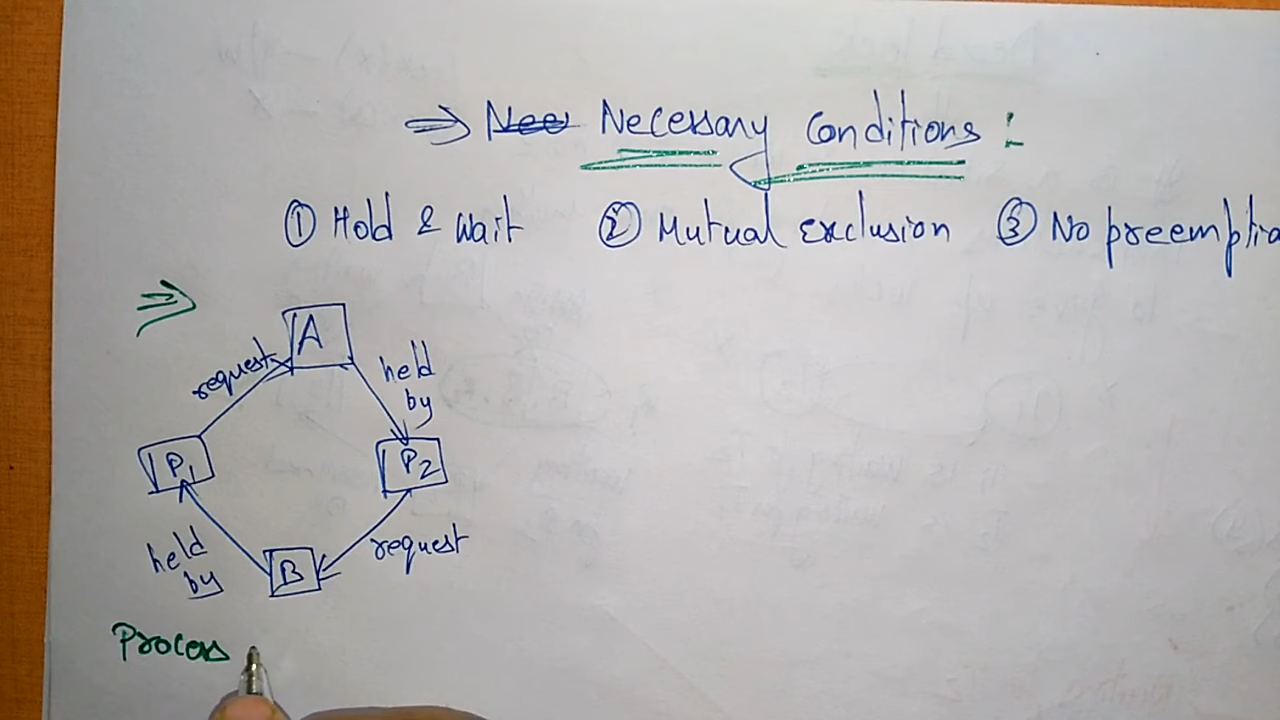 ⇒ Nec Necessary Conditions :
① Hold & Wait ② Mutual Exclusion ③ No preemptio
A
request
held
by
P1
P2
held
by
request
B
Process